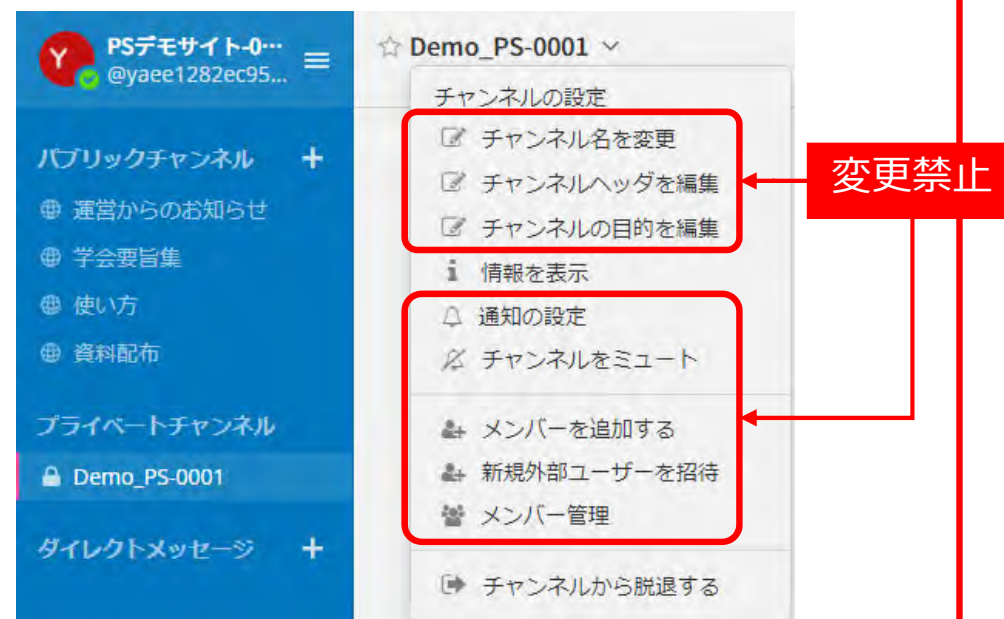 Y
PSデモサイト-0…
@yaee1282ec95...
パブリックチャンネル +
運営からのお知らせ
学会要旨集
使い方
資料配布
プライベートチャンネル
Demo_PS-0001
ダイレクトメッセージ +
Demo_PS-0001
チャンネルの設定
チャンネル名を変更
チャンネルヘッダを編集
チャンネルの目的を編集
情報を表示
通知の設定
チャンネルをミュート
メンバーを追加する
新規外部ユーザーを招待
メンバー管理
チャンネルから脱退する
変更禁止